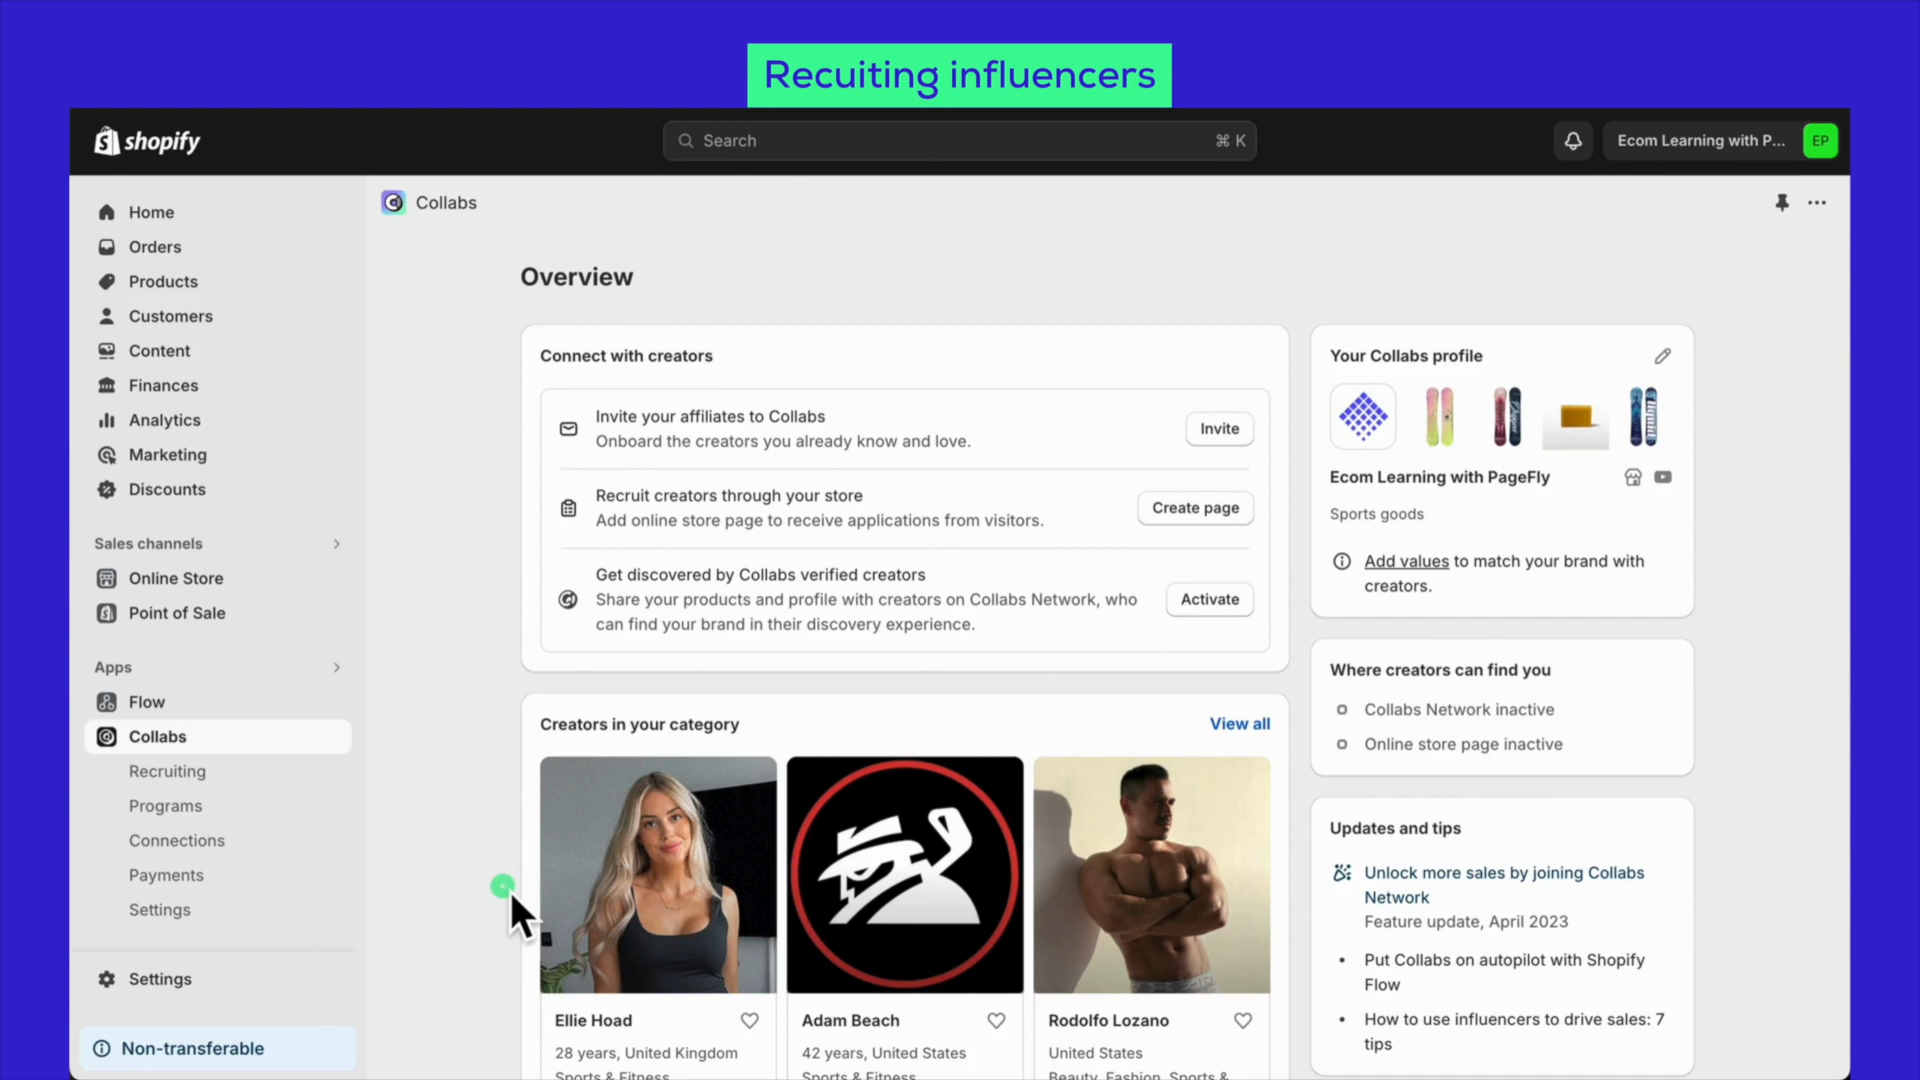 Recuiting influencers
shopify
Search
⌘ K
Ecom Learning with P...
EP
Home
Orders
Products
Customers
Content
Finances
Analytics
Marketing
Discounts
Sales channels
Online Store
Point of Sale
Apps
Flow
Collabs
Recruiting
Programs
Connections
Payments
Settings
Settings
Non-transferable
Collabs
Overview
Connect with creators
Invite your affiliates to Collabs
Onboard the creators you already know and love.
Invite
Recruit creators through your store
Add online store page to receive applications from visitors.
Create page
Get discovered by Collabs verified creators
Share your products and profile with creators on Collabs Network, who
can find your brand in their discovery experience.
Activate
Creators in your category
View all
Ellie Hoad
28 years, United Kingdom
Sports & Fitness
Adam Beach
42 years, United States
Sports & Fitness
Rodolfo Lozano
United States
Beauty, Fashion, Sports &
Your Collabs profile
Ecom Learning with PageFly
Sports goods
Add values to match your brand with
creators.
Where creators can find you
Collabs Network inactive
Online store page inactive
Updates and tips
Unlock more sales by joining Collabs
Network
Feature update, April 2023
• Put Collabs on autopilot with Shopify
Flow
• How to use influencers to drive sales: 7
tips